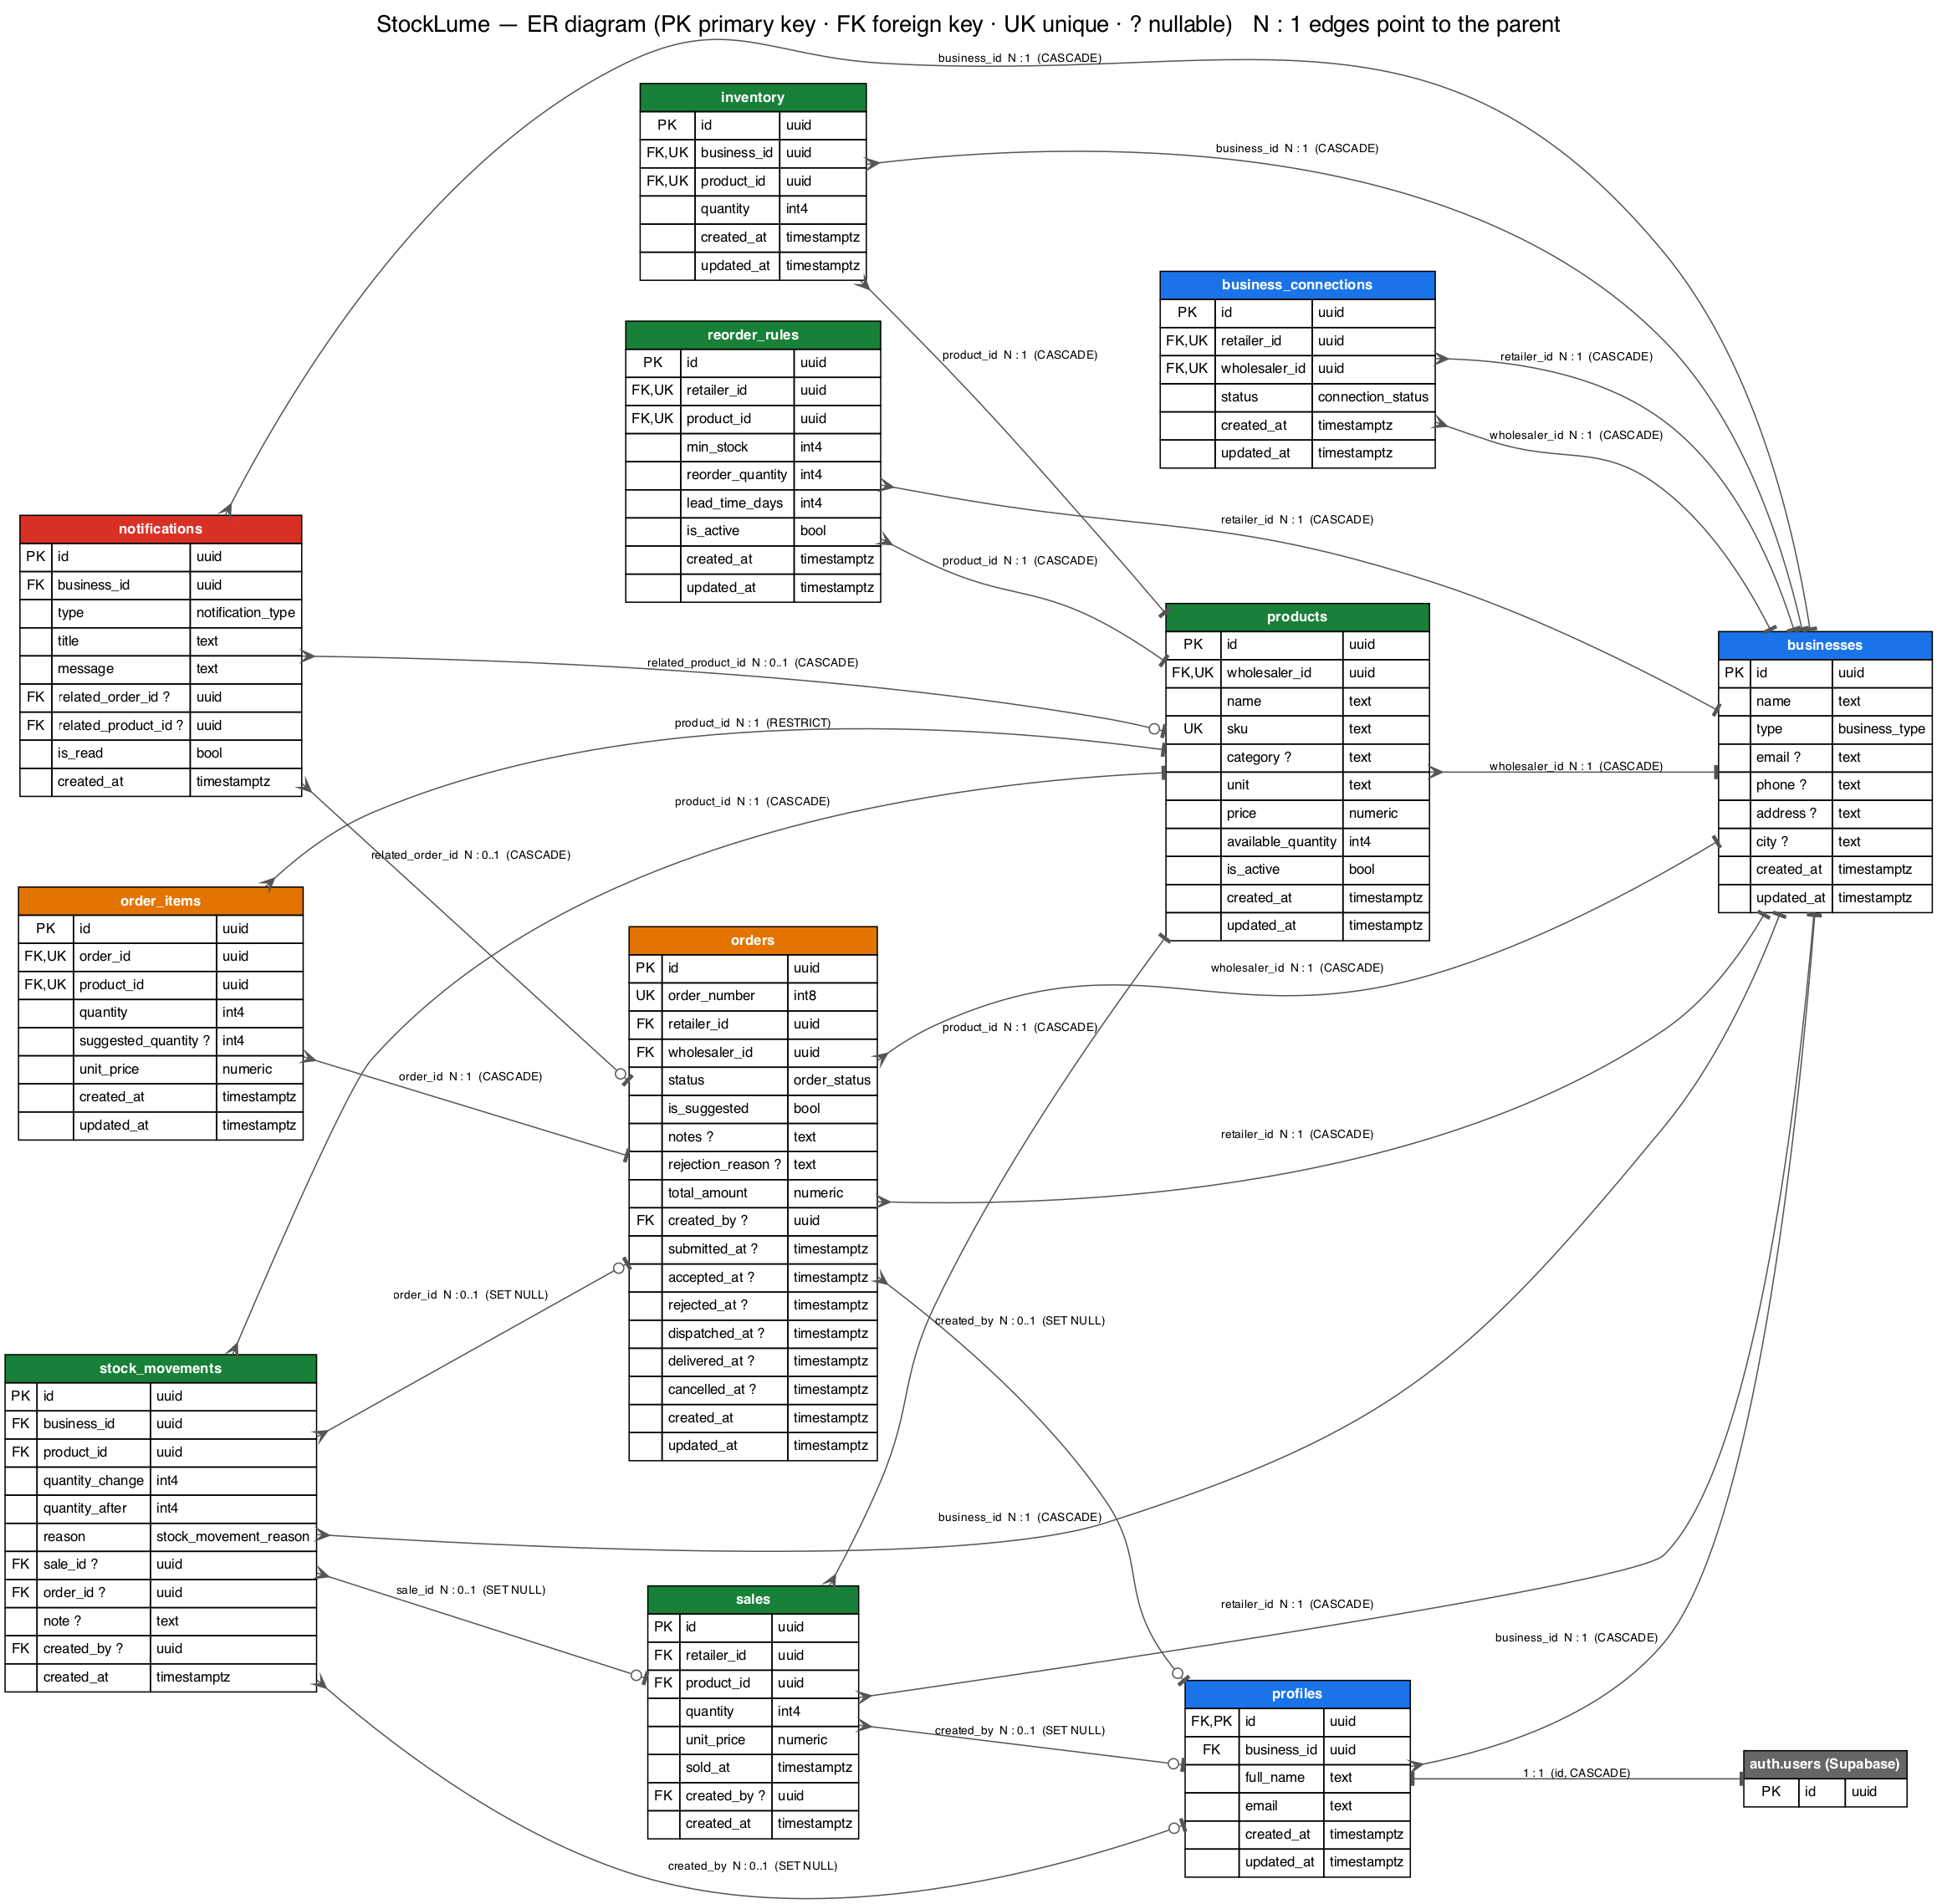 StockLume — ER diagram (PK primary key · FK foreign key · UK unique · ? nullable)   N : 1 edges point to the parent
business_id N : 1 (CASCADE)
inventory
PK id uuid
FK,UK business_id uuid
FK,UK product_id uuid
quantity int4
created_at timestamptz
updated_at timestamptz
business_id N : 1 (CASCADE)
product_id N : 1 (CASCADE)
business_connections
PK id uuid
FK,UK retailer_id uuid
FK,UK wholesaler_id uuid
status connection_status
created_at timestamptz
updated_at timestamptz
retailer_id N : 1 (CASCADE)
wholesaler_id N : 1 (CASCADE)
reorder_rules
PK id uuid
FK,UK retailer_id uuid
FK,UK product_id uuid
min_stock int4
reorder_quantity int4
lead_time_days int4
is_active bool
created_at timestamptz
updated_at timestamptz
retailer_id N : 1 (CASCADE)
product_id N : 1 (CASCADE)
notifications
PK id uuid
FK business_id uuid
type notification_type
title text
message text
FK related_order_id ? uuid
FK related_product_id ? uuid
is_read bool
created_at timestamptz
related_product_id N : 0..1 (CASCADE)
product_id N : 1 (RESTRICT)
product_id N : 1 (CASCADE)
related_order_id N : 0..1 (CASCADE)
products
PK id uuid
FK,UK wholesaler_id uuid
name text
UK sku text
category ? text
unit text
price numeric
available_quantity int4
is_active bool
created_at timestamptz
updated_at timestamptz
wholesaler_id N : 1 (CASCADE)
businesses
PK id uuid
name text
type business_type
email ? text
phone ? text
address ? text
city ? text
created_at timestamptz
updated_at timestamptz
order_items
PK id uuid
FK,UK order_id uuid
FK,UK product_id uuid
quantity int4
suggested_quantity ? int4
unit_price numeric
created_at timestamptz
updated_at timestamptz
order_id N : 1 (CASCADE)
orders
PK id uuid
UK order_number int8
FK retailer_id uuid
FK wholesaler_id uuid
status order_status
is_suggested bool
notes ? text
rejection_reason ? text
total_amount numeric
FK created_by ? uuid
submitted_at ? timestamptz
accepted_at ? timestamptz
rejected_at ? timestamptz
dispatched_at ? timestamptz
delivered_at ? timestamptz
cancelled_at ? timestamptz
created_at timestamptz
updated_at timestamptz
wholesaler_id N : 1 (CASCADE)
product_id N : 1 (CASCADE)
retailer_id N : 1 (CASCADE)
order_id N : 0..1 (SET NULL)
created_by N : 0..1 (SET NULL)
stock_movements
PK id uuid
FK business_id uuid
FK product_id uuid
quantity_change int4
quantity_after int4
reason stock_movement_reason
FK sale_id ? uuid
FK order_id ? uuid
note ? text
FK created_by ? uuid
created_at timestamptz
business_id N : 1 (CASCADE)
sale_id N : 0..1 (SET NULL)
sales
PK id uuid
FK retailer_id uuid
FK product_id uuid
quantity int4
unit_price numeric
sold_at timestamptz
FK created_by ? uuid
created_at timestamptz
retailer_id N : 1 (CASCADE)
business_id N : 1 (CASCADE)
created_by N : 0..1 (SET NULL)
profiles
FK,PK id uuid
FK business_id uuid
full_name text
email text
created_at timestamptz
updated_at timestamptz
1 : 1 (id, CASCADE)
auth.users (Supabase)
PK id uuid
created_by N : 0..1 (SET NULL)